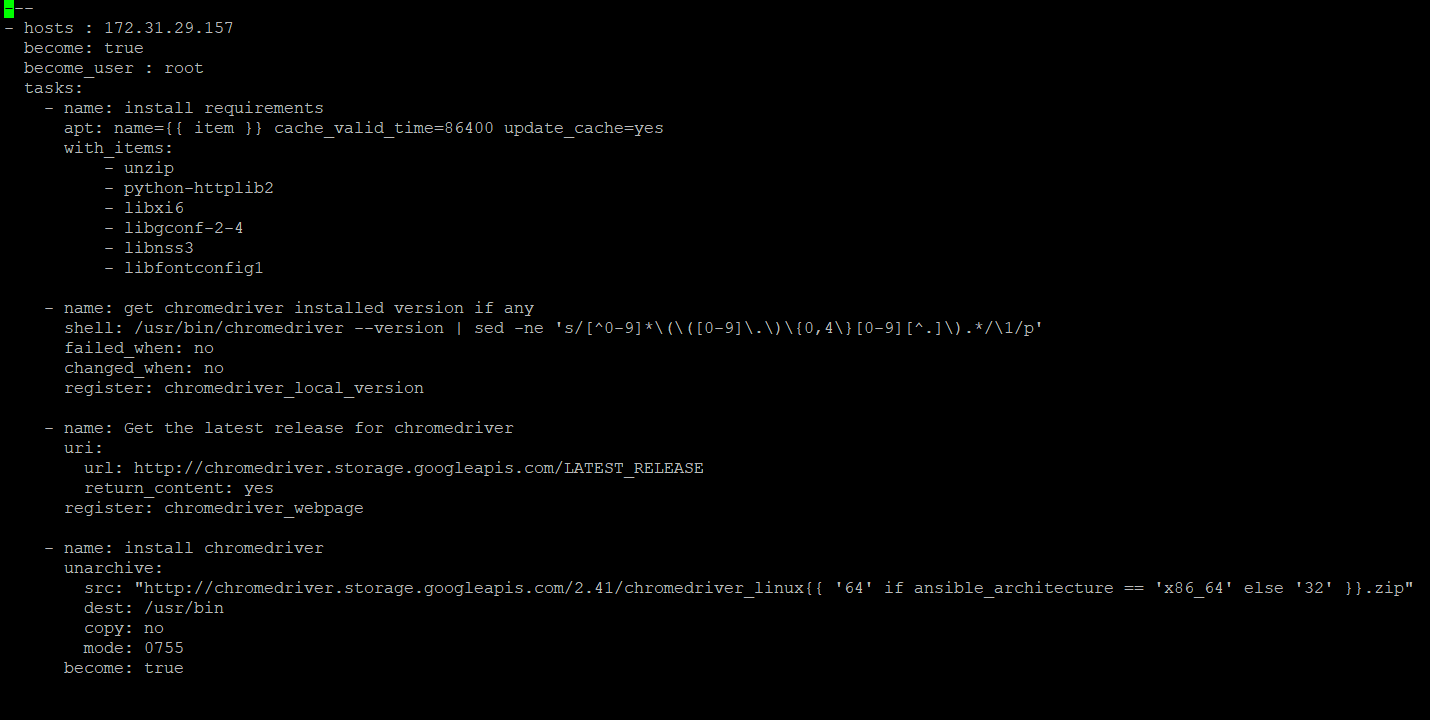 ---
- hosts : 172.31.29.157
  become: true
  become_user : root
  tasks:
    - name: install requirements
      apt: name={{ item }} cache_valid_time=86400 update_cache=yes
      with_items:
          - unzip
          - python-httplib2
          - libxi6
          - libgconf-2-4
          - libnss3
          - libfontconfig1

    - name: get chromedriver installed version if any
      shell: /usr/bin/chromedriver --version | sed -ne 's/[^0-9]*\(\([0-9]\.\)\{0,4\}[0-9][^.]\).*/\1/p'
      failed_when: no
      changed_when: no
      register: chromedriver_local_version

    - name: Get the latest release for chromedriver
      uri:
        url: http://chromedriver.storage.googleapis.com/LATEST_RELEASE
        return_content: yes
      register: chromedriver_webpage

    - name: install chromedriver
      unarchive:
        src: "http://chromedriver.storage.googleapis.com/2.41/chromedriver_linux{{ '64' if ansible_architecture == 'x86_64' else '32' }}.zip"
        dest: /usr/bin
        copy: no
        mode: 0755
      become: true